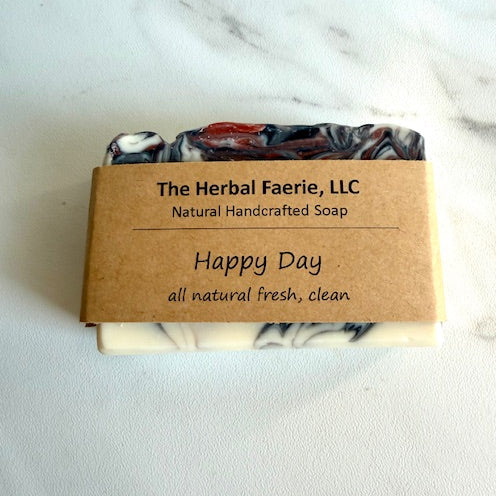 The Herbal Faerie, LLC
Natural Handcrafted Soap
Happy Day
all natural fresh, clean